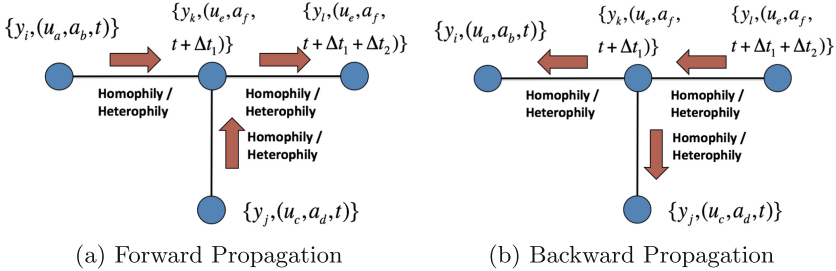 {y_i,(u_a,a_b,t)}
{y_k,(u_e,a_f,
t+Δt_1)}
{y_l,(u_e,a_f,
t+Δt_1+Δt_2)}
Homophily /
Heterophily
Homophily /
Heterophily
Homophily /
Heterophily
{y_j,(u_c,a_d,t)}
(a) Forward Propagation
{y_i,(u_a,a_b,t)}
{y_k,(u_e,a_f,
t+Δt_1)}
{y_l,(u_e,a_f,
t+Δt_1+Δt_2)}
Homophily /
Heterophily
Homophily /
Heterophily
Homophily /
Heterophily
{y_j,(u_c,a_d,t)}
(b) Backward Propagation